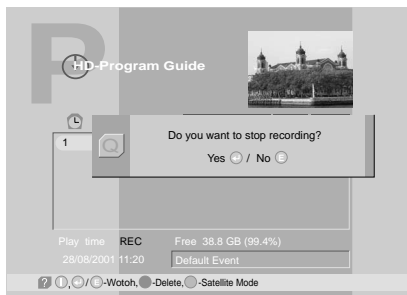 HD-Program Guide
Do you want to stop recording?
Yes / No E
1
Play time REC Free 38.8 GB (99.4%)
28/08/2001 11:20 Default Event
? , / E-Wotoh, -Delete, -Satellite Mode